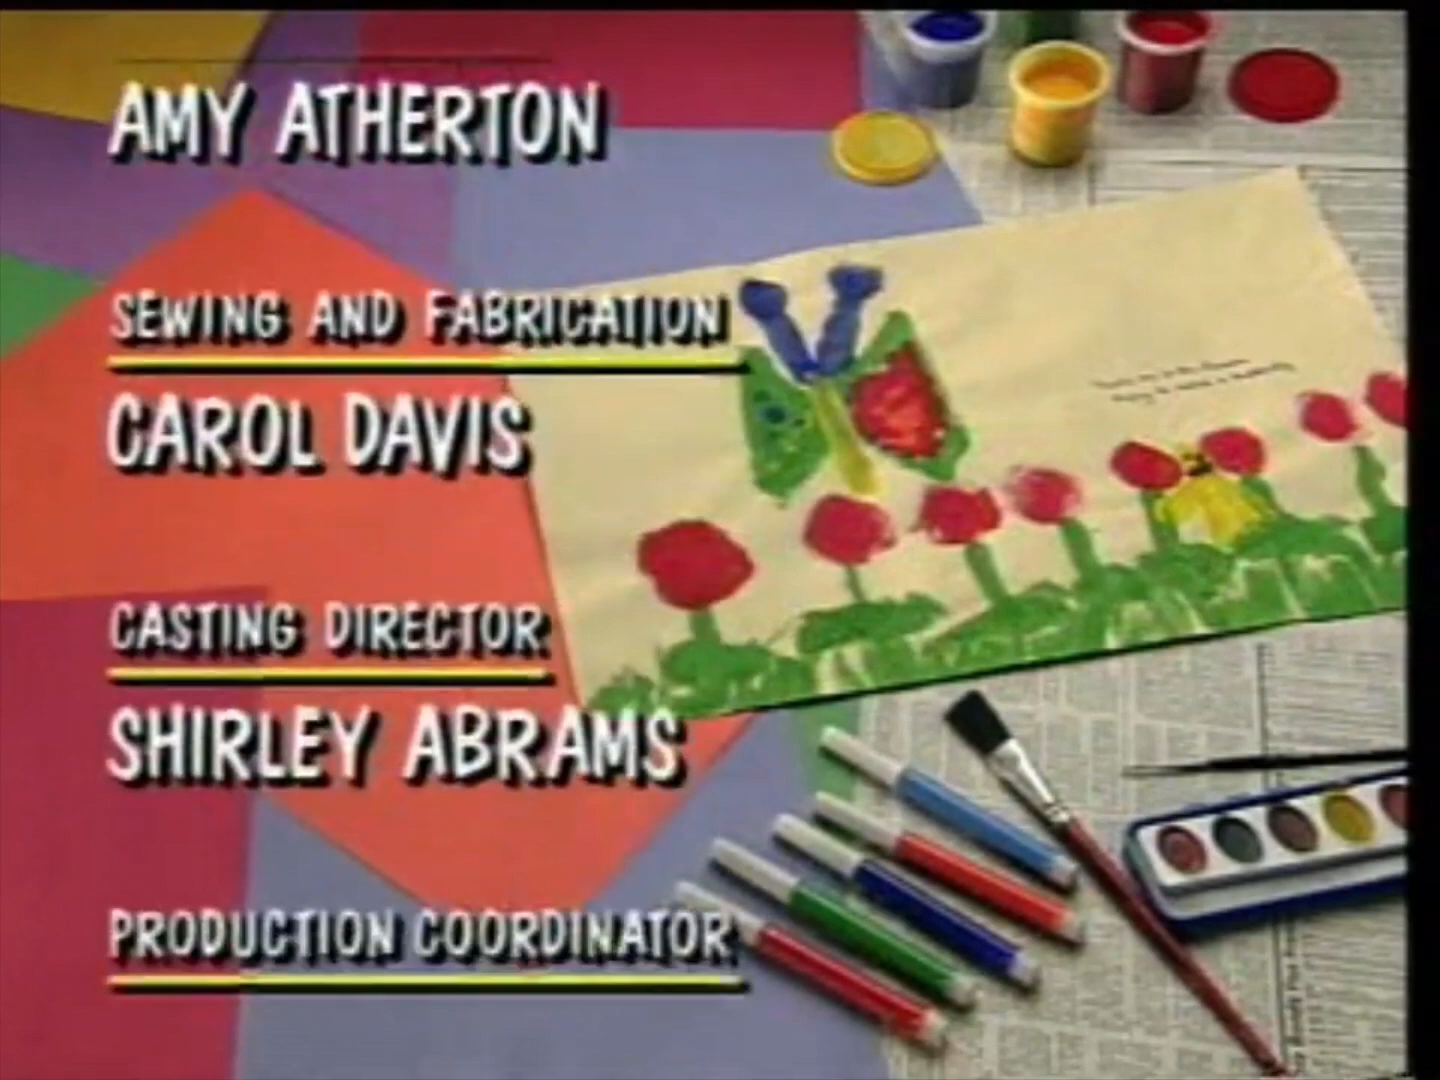 AMY ATHERTON
SEWING AND FABRICATION
CAROL DAVIS
CASTING DIRECTOR
SHIRLEY ABRAMS
PRODUCTION COORDINATOR